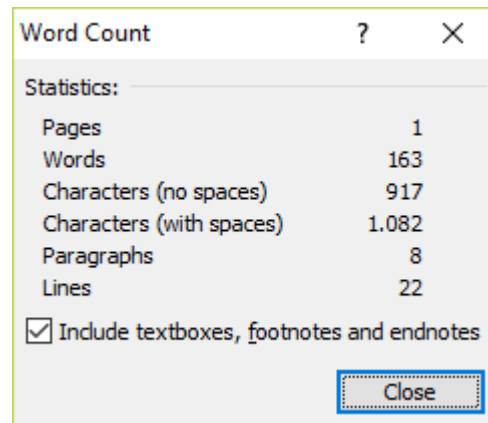 Word Count ?
Statistics:
Pages 1
Words 163
Characters (no spaces) 917
Characters (with spaces) 1.082
Paragraphs 8
Lines 22
Include textboxes, footnotes and endnotes
Close